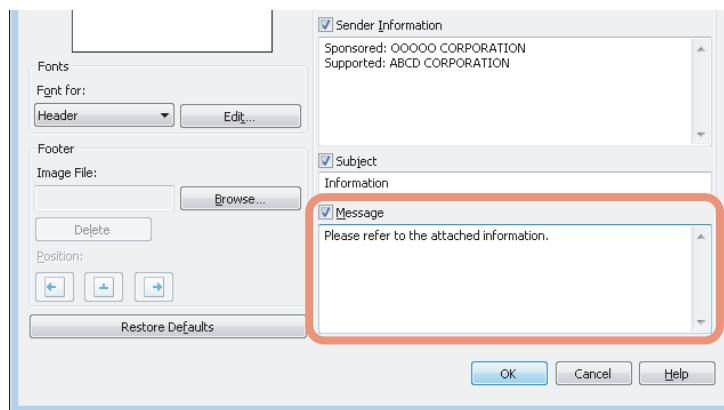 Fonts
Font for:
Header
Edit...
Footer
Image File:
Browse...
Delete
Position:
Restore Defaults
Sender Information
Sponsored: OOOOO CORPORATION
Supported: ABCD CORPORATION
Subject
Information
Message
Please refer to the attached information.
OK
Cancel
Help